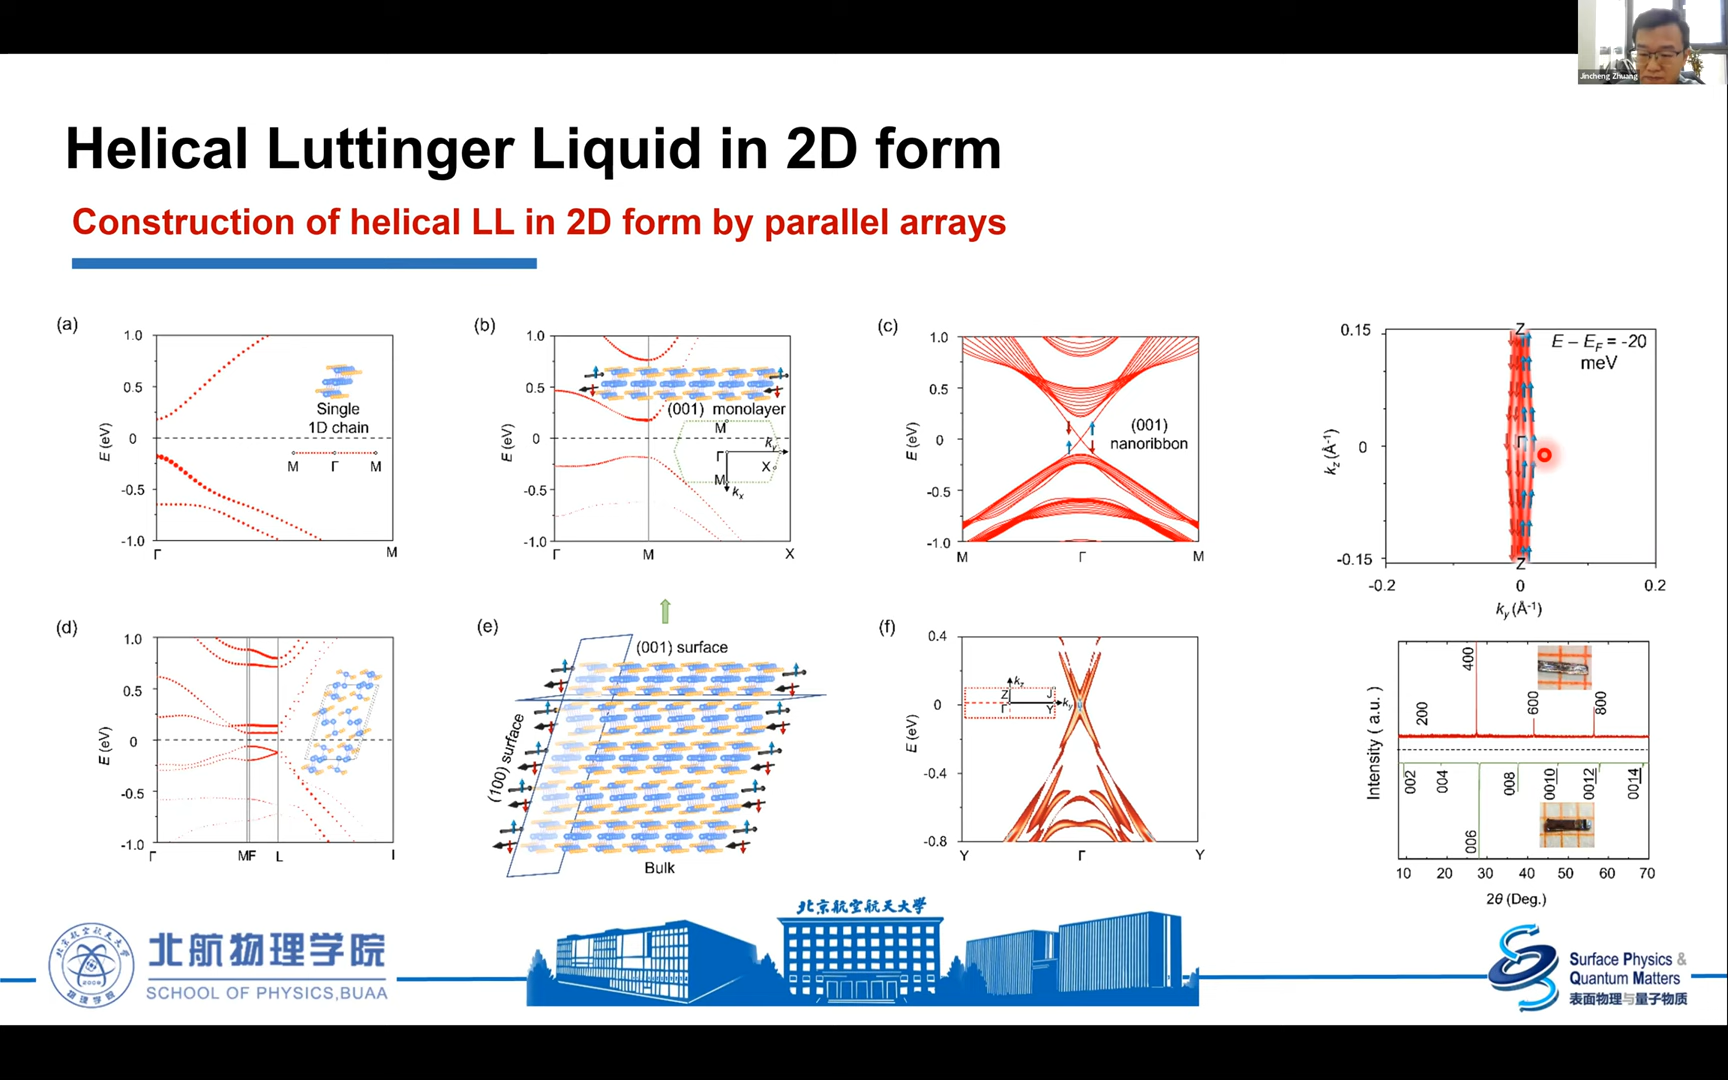 Jincheng Zhuang
Helical Luttinger Liquid in 2D form
Construction of helical LL in 2D form by parallel arrays
(a)
1.0
0.5
0
-0.5
-1.0
E (eV)
Single
1D chain
M Γ M
Γ M
(b)
1.0
0.5
0
-0.5
-1.0
E (eV)
(001) monolayer
M
ky
Γ
X
M
kx
Γ M X
(c)
1.0
0.5
0
-0.5
-1.0
E (eV)
(001)
nanoribbon
M Γ M
0.15
0
-0.15
kz (Å-1)
Z
Γ
Z
E – EF = -20
meV
-0.2 0 0.2
ky (Å-1)
(d)
1.0
0.5
0
-0.5
-1.0
E (eV)
Γ MF L I
(e)
(001) surface
(100) surface
Bulk
(f)
0.4
0
-0.4
-0.8
E (eV)
kz
Z J
Γ Y ky
Y Γ Y
Intensity ( a.u. )
200 400 600 800
002 004 006 008 0010 0012 0014
10 20 30 40 50 60 70
2θ (Deg.)
北京航空航天大学
北航物理学院
SCHOOL OF PHYSICS,BUAA
Surface Physics &
Quantum Matters
表面物理与量子物质